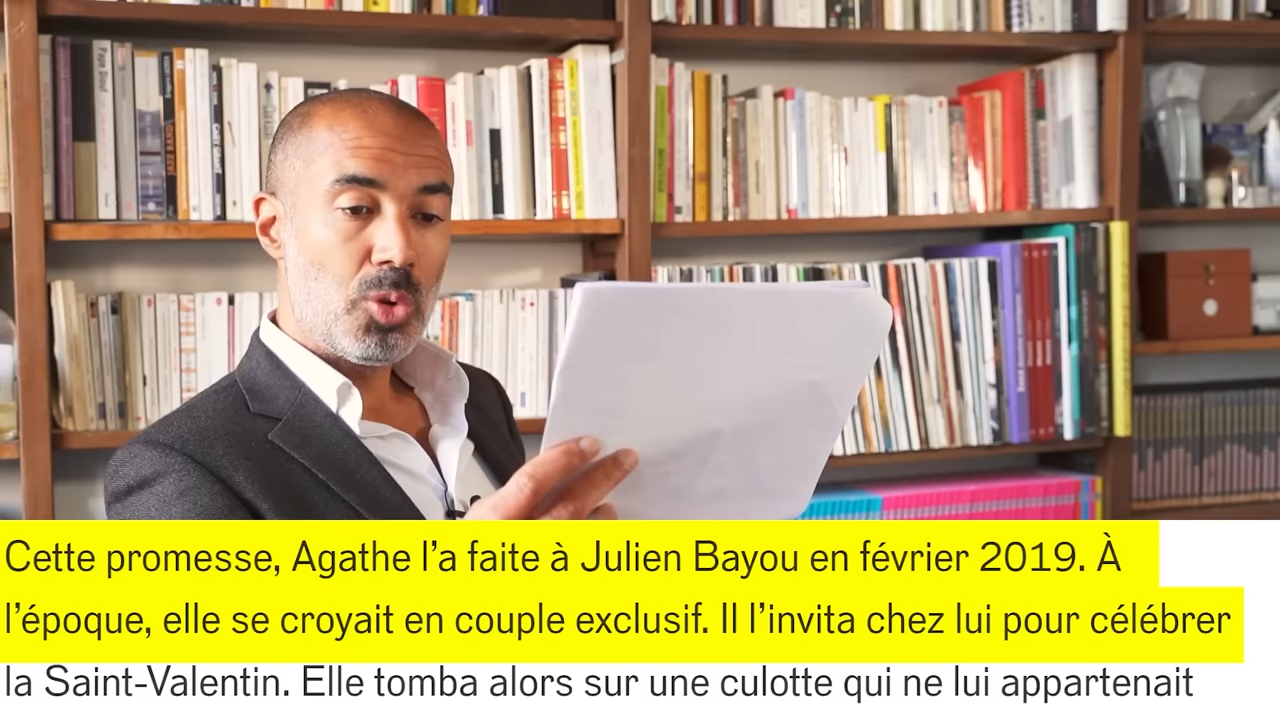 Cette promesse, Agathe l’a faite à Julien Bayou en février 2019. À
l’époque, elle se croyait en couple exclusif. Il l’invita chez lui pour célébrer
la Saint-Valentin. Elle tomba alors sur une culotte qui ne lui appartenait